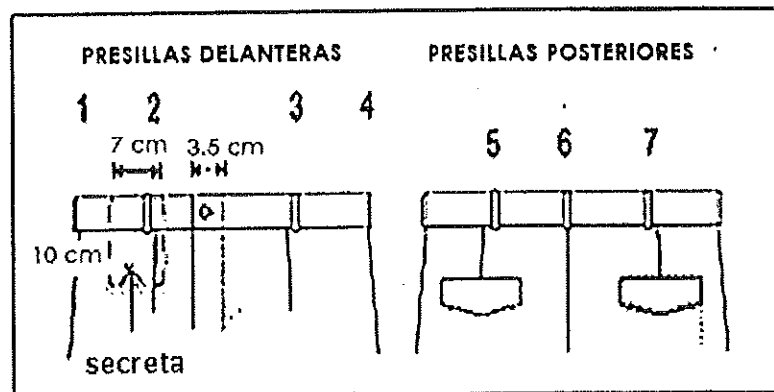 PRESILLAS DELANTERAS
1 2 3 4
7 cm 3.5 cm
10 cm
secreta
PRESILLAS POSTERIORES
5 6 7